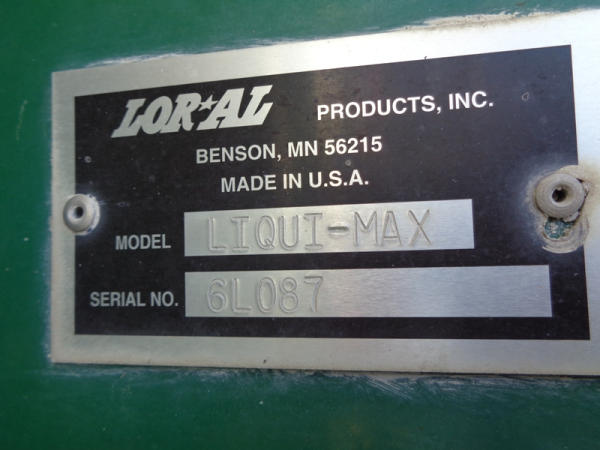 LOR★AL PRODUCTS, INC.
BENSON, MN 56215
MADE IN U.S.A.
MODEL LIQUI-MAX
SERIAL NO. 6L087